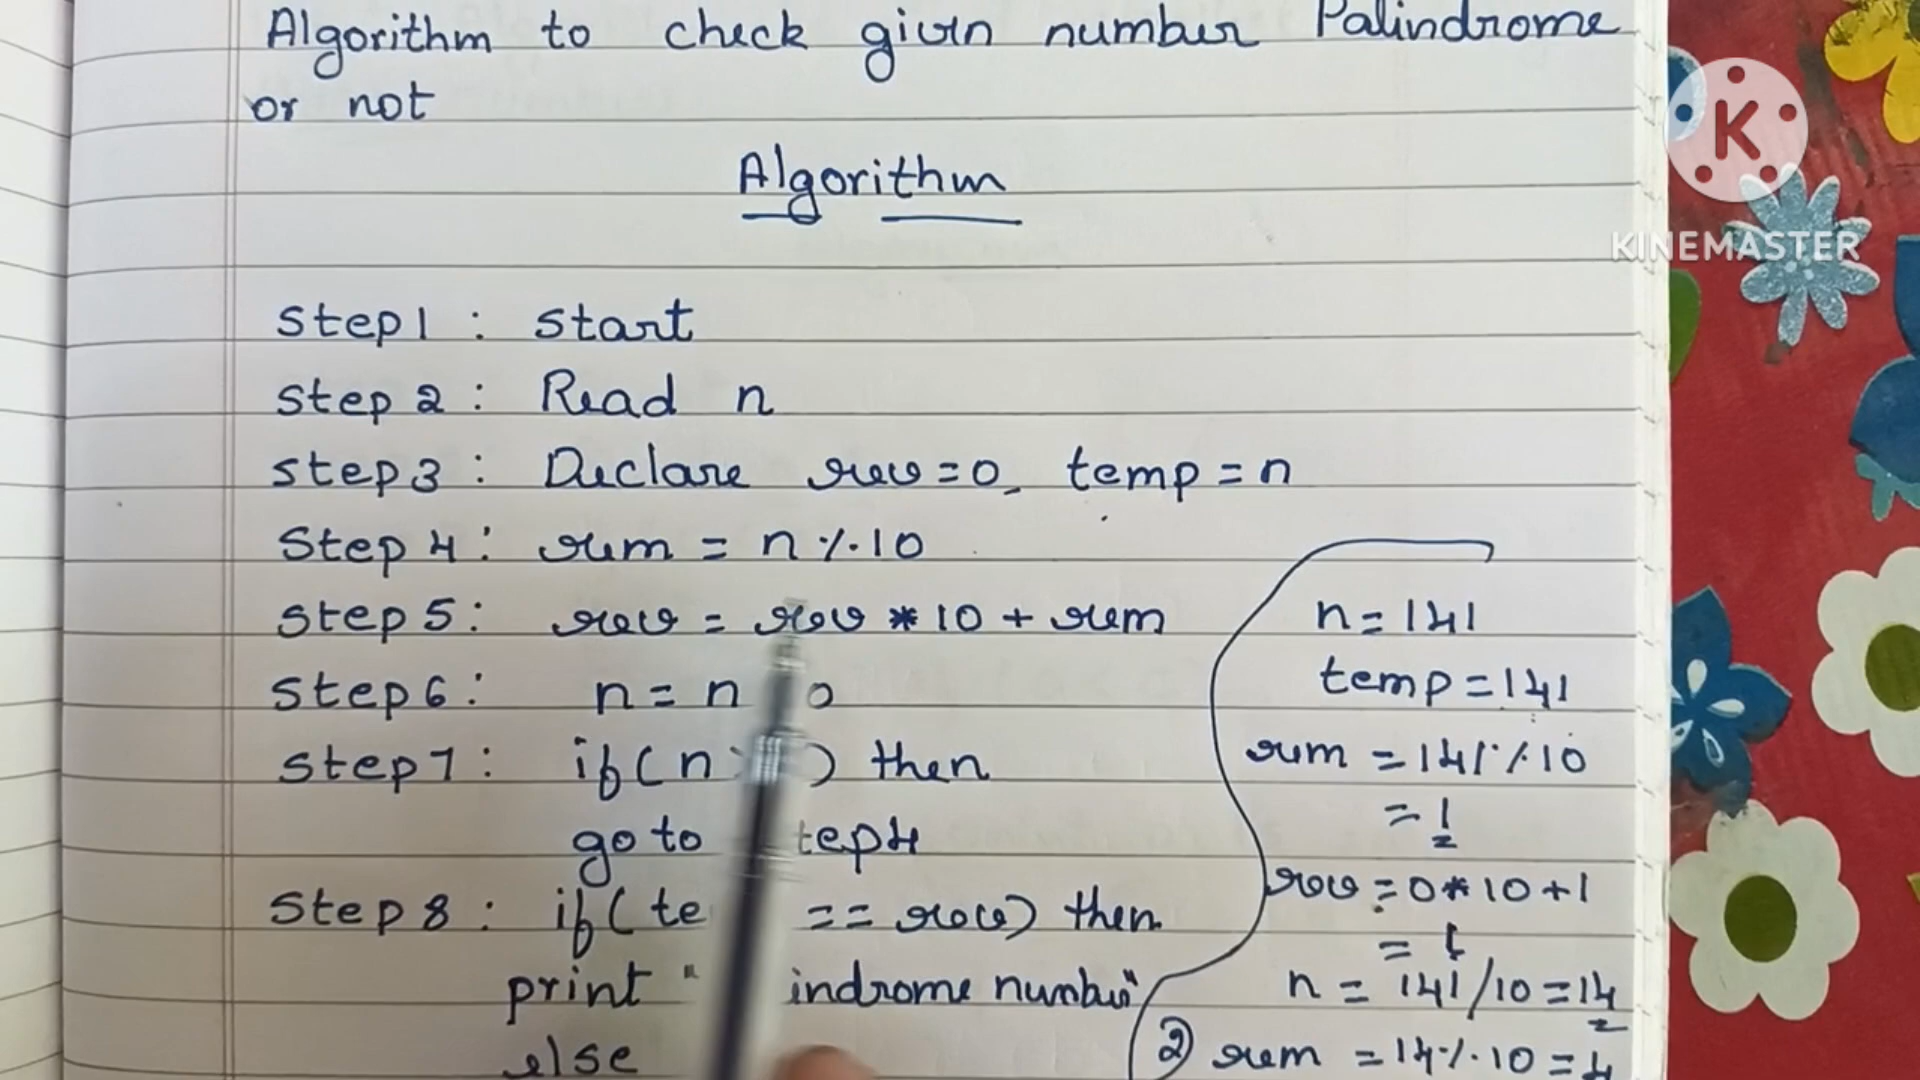 Algorithm to check given number Palindrome
or not
Algorithm
Step1 : Start
Step 2 : Read n
Step3 : Declare rev=0, temp=n
Step 4 : rem = n%10
Step 5 : rev = rev * 10 + rem
Step6 : n = n 0
Step7 : if(n ) then
go to tep4
Step 8 : if(te == rev) then
print " indrome number"
else
n=141
temp=141
rem =141%10
=1
rev =0*10+1
=1
n = 141/10=14
② rem =14%10=4
K
KINEMASTER